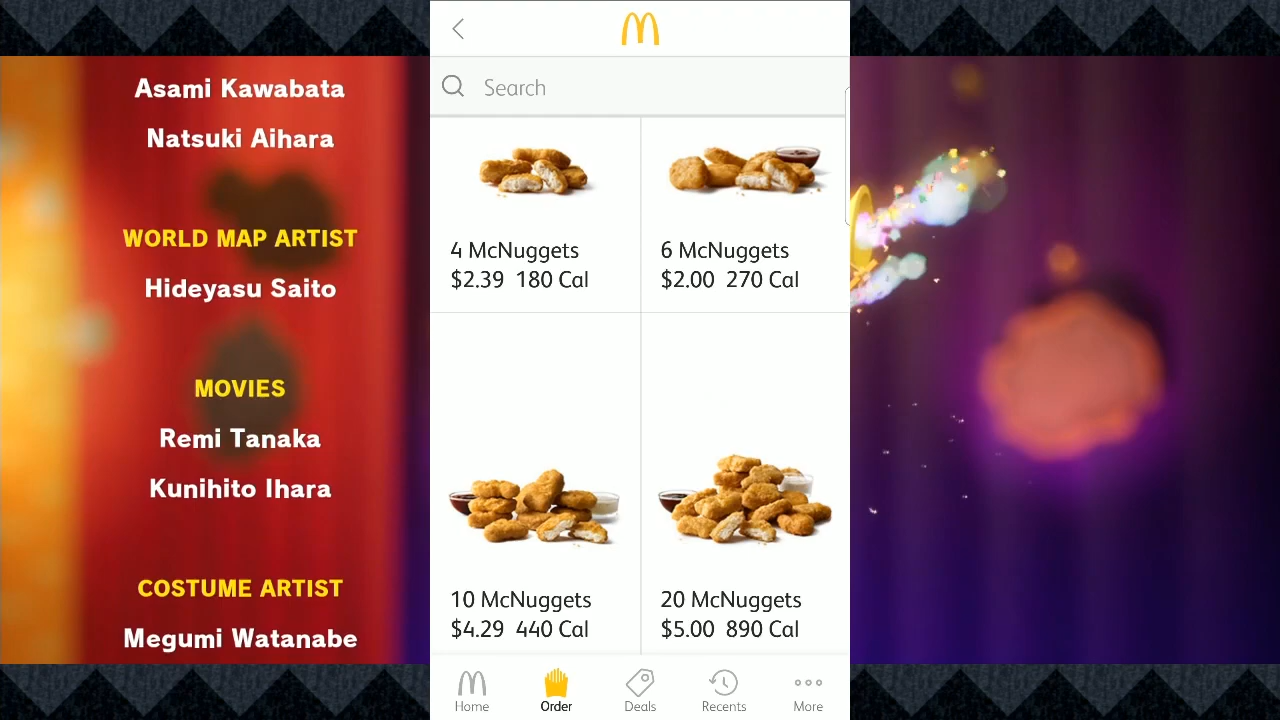 Asami Kawabata
Natsuki Aihara
WORLD MAP ARTIST
Hideyasu Saito
MOVIES
Remi Tanaka
Kunihito Ihara
COSTUME ARTIST
Megumi Watanabe
Search
4 McNuggets
$2.39 180 Cal
6 McNuggets
$2.00 270 Cal
10 McNuggets
$4.29 440 Cal
20 McNuggets
$5.00 890 Cal
Home
Order
Deals
Recents
More